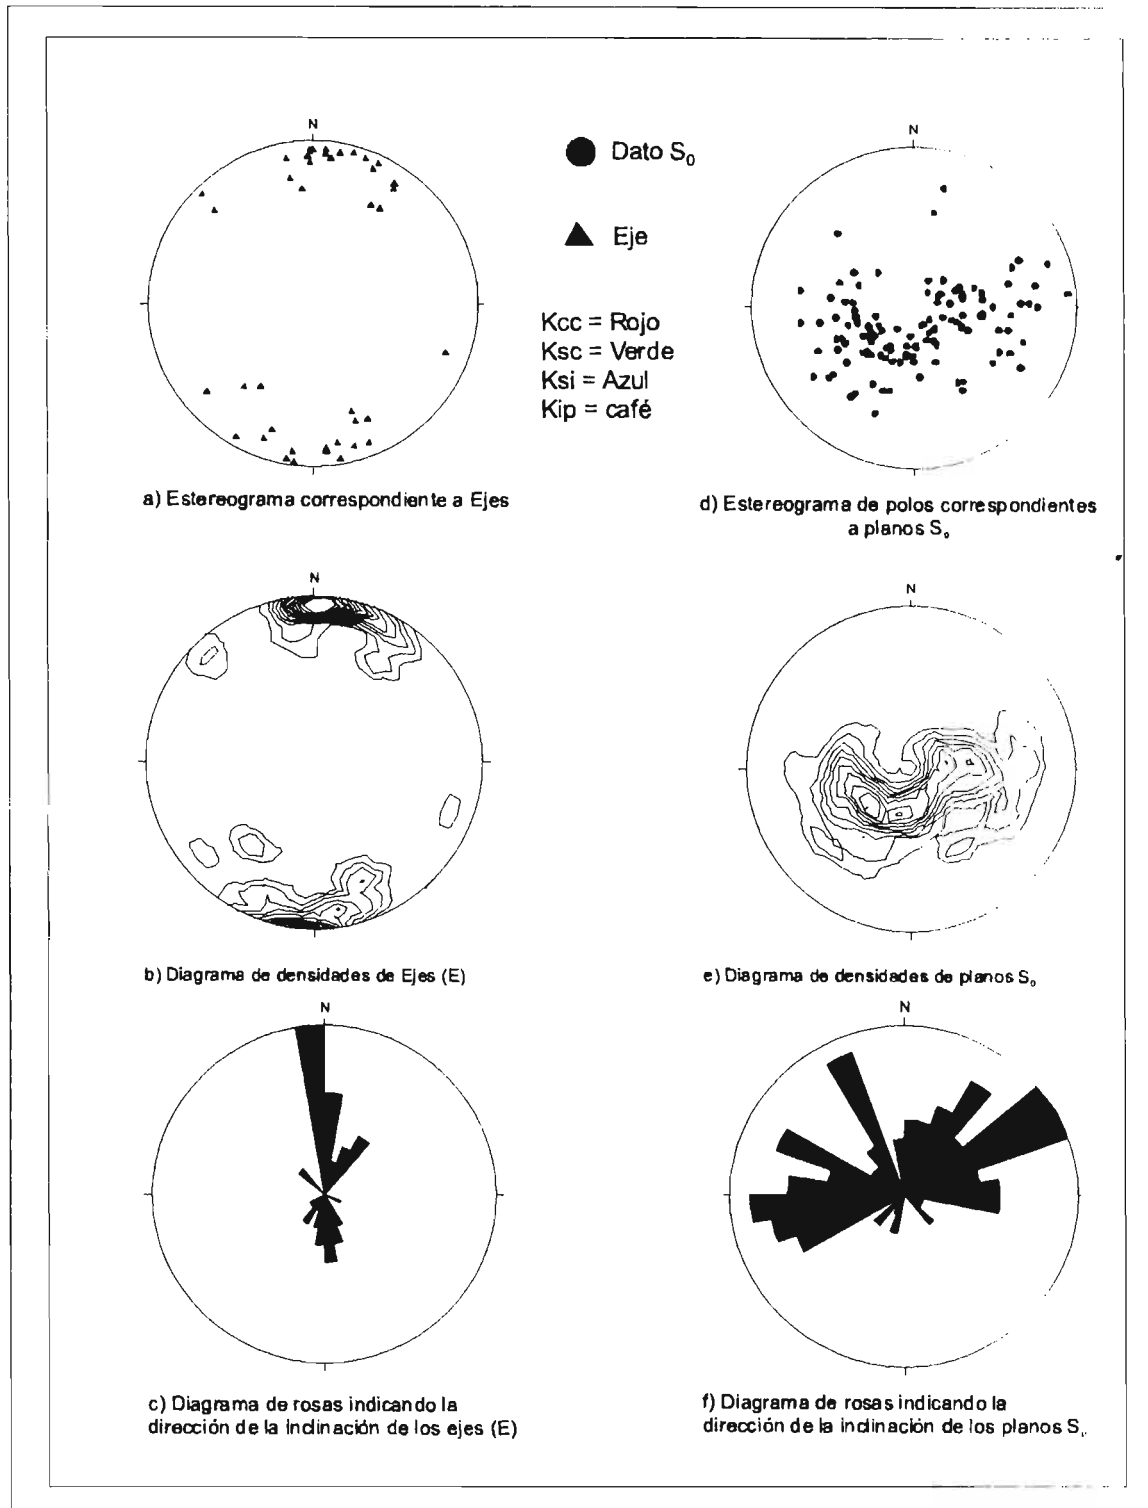 N
Dato S₀
Eje
Kcc = Rojo
Ksc = Verde
Ksi = Azul
Kip = café
a) Estereograma correspondiente a Ejes
N
d) Estereograma de polos correspondientes
a planos S₀
N
b) Diagrama de densidades de Ejes (E)
N
e) Diagrama de densidades de planos S₀
N
c) Diagrama de rosas indicando la
dirección de la inclinación de los ejes (E)
N
f) Diagrama de rosas indicando la
dirección de la inclinación de los planos S₀